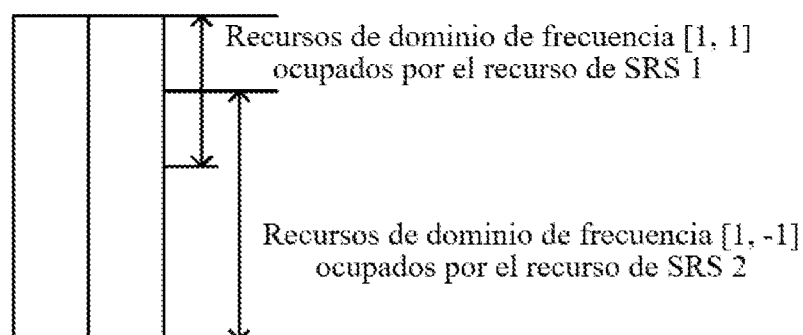 Recursos de dominio de frecuencia [1, 1]
ocupados por el recurso de SRS 1
Recursos de dominio de frecuencia [1, -1]
ocupados por el recurso de SRS 2